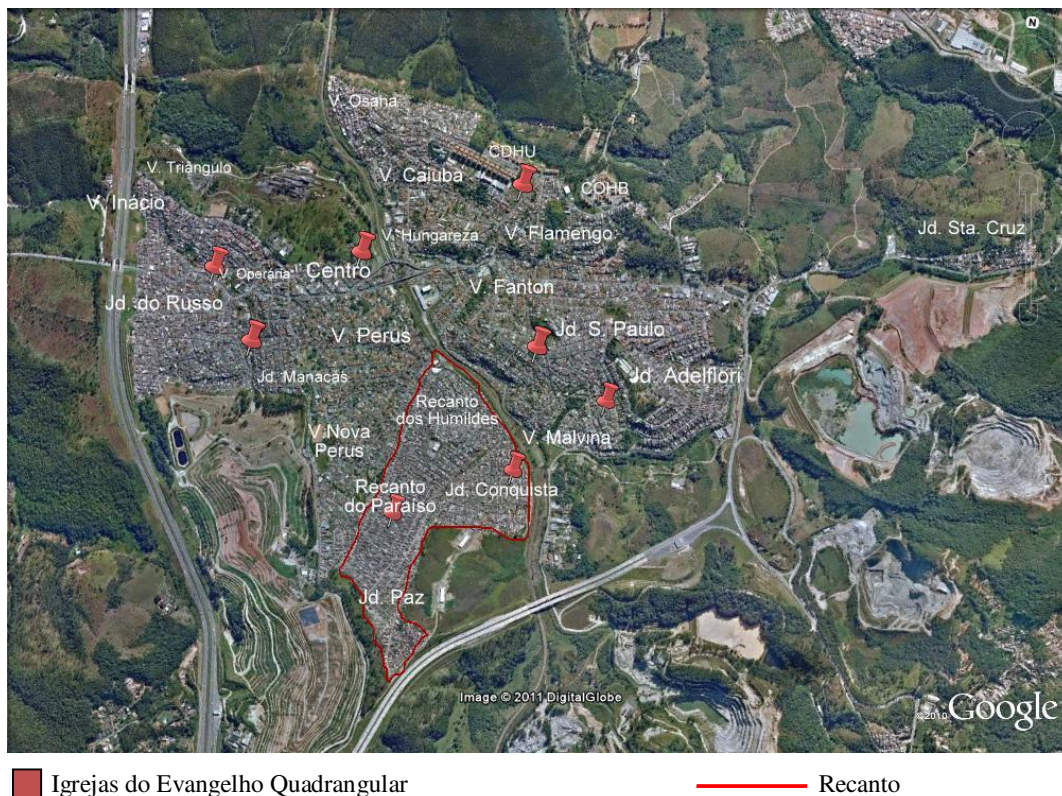 N
V. Osana
CDHU
V. Triângulo
V. Caiuba
COHB
V. Inácio
V. Hungareza
V. Flamengo
Jd. Sta. Cruz
V. Operária
Centro
V. Fanton
Jd. do Russo
V. Perus
Jd. S. Paulo
Jd. Manacás
Jd. Adelfiori
Recanto
dos Humildes
V.Nova
Perus
V. Malvina
Recanto
do Paraíso
Jd. Conquista
Jd. Paz
Image © 2011 DigitalGlobe
©2010 Google
Igrejas do Evangelho Quadrangular
Recanto